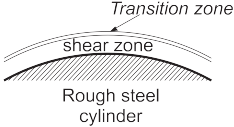 Transition zone
shear zone
Rough steel
cylinder